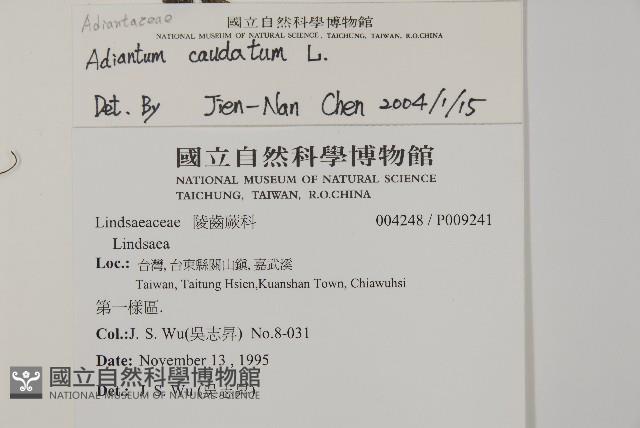 Adiantaceae
國立自然科學博物館
NATIONAL MUSEUM OF NATURAL SCIENCE, TAICHUNG, TAIWAN, R.O.CHINA
Adiantum caudatum L.
Det. By Jien-Nan Chen 2004/1/15
國立自然科學博物館
NATIONAL MUSEUM OF NATURAL SCIENCE
TAICHUNG, TAIWAN, R.O.CHINA
Lindsaeaceae 陵齒蕨科 004248 / P009241
Lindsaea
Loc.: 台灣, 台東縣關山鎮, 嘉武溪
Taiwan, Taitung Hsien,Kuanshan Town, Chiawuhsi
第一樣區.
Col.:J. S. Wu(吳志昇) No.8-031
Date: November 13 , 1995
Det.: J. S. Wu (吳志昇)
國立自然科學博物館
NATIONAL MUSEUM OF NATURAL SCIENCE